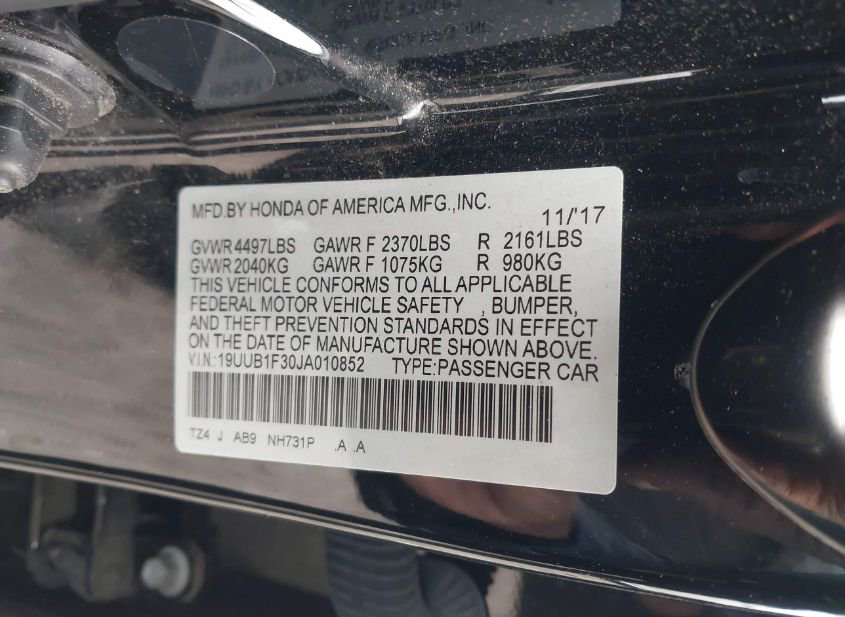 MFD.BY HONDA OF AMERICA MFG.,INC.
11/'17
GVWR 4497LBS GAWR F 2370LBS R 2161LBS
GVWR 2040KG GAWR F 1075KG R 980KG
THIS VEHICLE CONFORMS TO ALL APPLICABLE
FEDERAL MOTOR VEHICLE SAFETY , BUMPER,
AND THEFT PREVENTION STANDARDS IN EFFECT
ON THE DATE OF MANUFACTURE SHOWN ABOVE.
V.I.N.:19UUB1F30JA010852 TYPE:PASSENGER CAR
TZ4 J AB9 NH731P .A .A